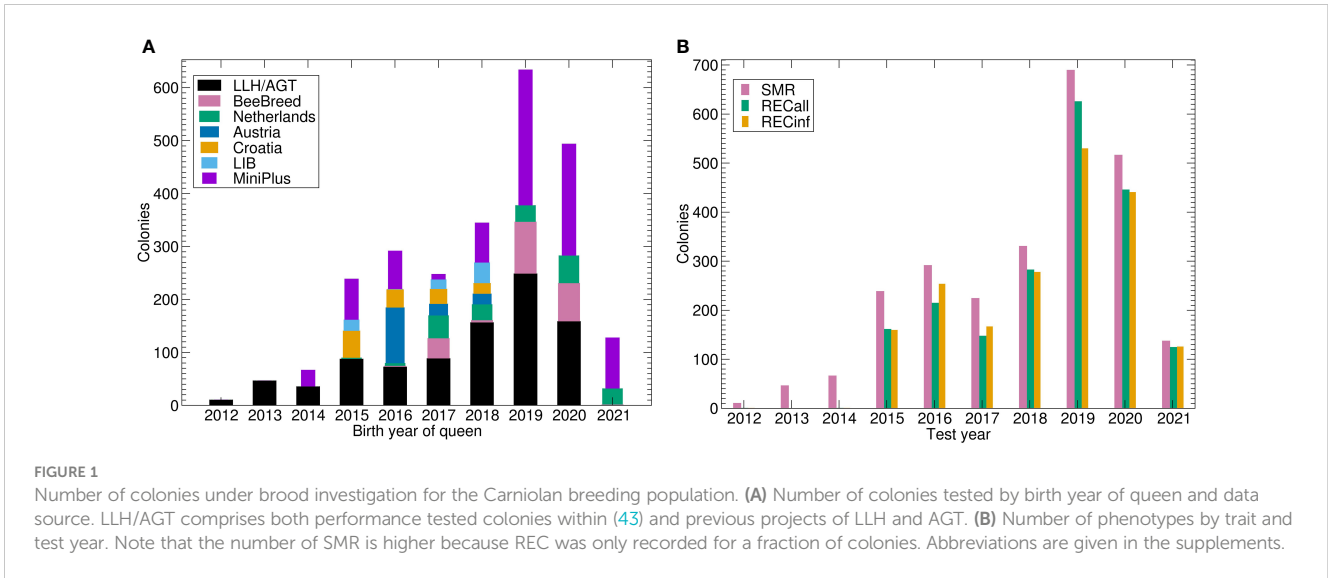 A
LLH/AGT
BeeBreed
Netherlands
Austria
Croatia
LIB
MiniPlus
600
500
400
300
200
100
0
Colonies
2012 2013 2014 2015 2016 2017 2018 2019 2020 2021
Birth year of queen
B
SMR
RECall
RECinf
700
600
500
400
300
200
100
0
Colonies
2012 2013 2014 2015 2016 2017 2018 2019 2020 2021
Test year
FIGURE 1
Number of colonies under brood investigation for the Carniolan breeding population. (A) Number of colonies tested by birth year of queen and data
source. LLH/AGT comprises both performance tested colonies within (43) and previous projects of LLH and AGT. (B) Number of phenotypes by trait and
test year. Note that the number of SMR is higher because REC was only recorded for a fraction of colonies. Abbreviations are given in the supplements.